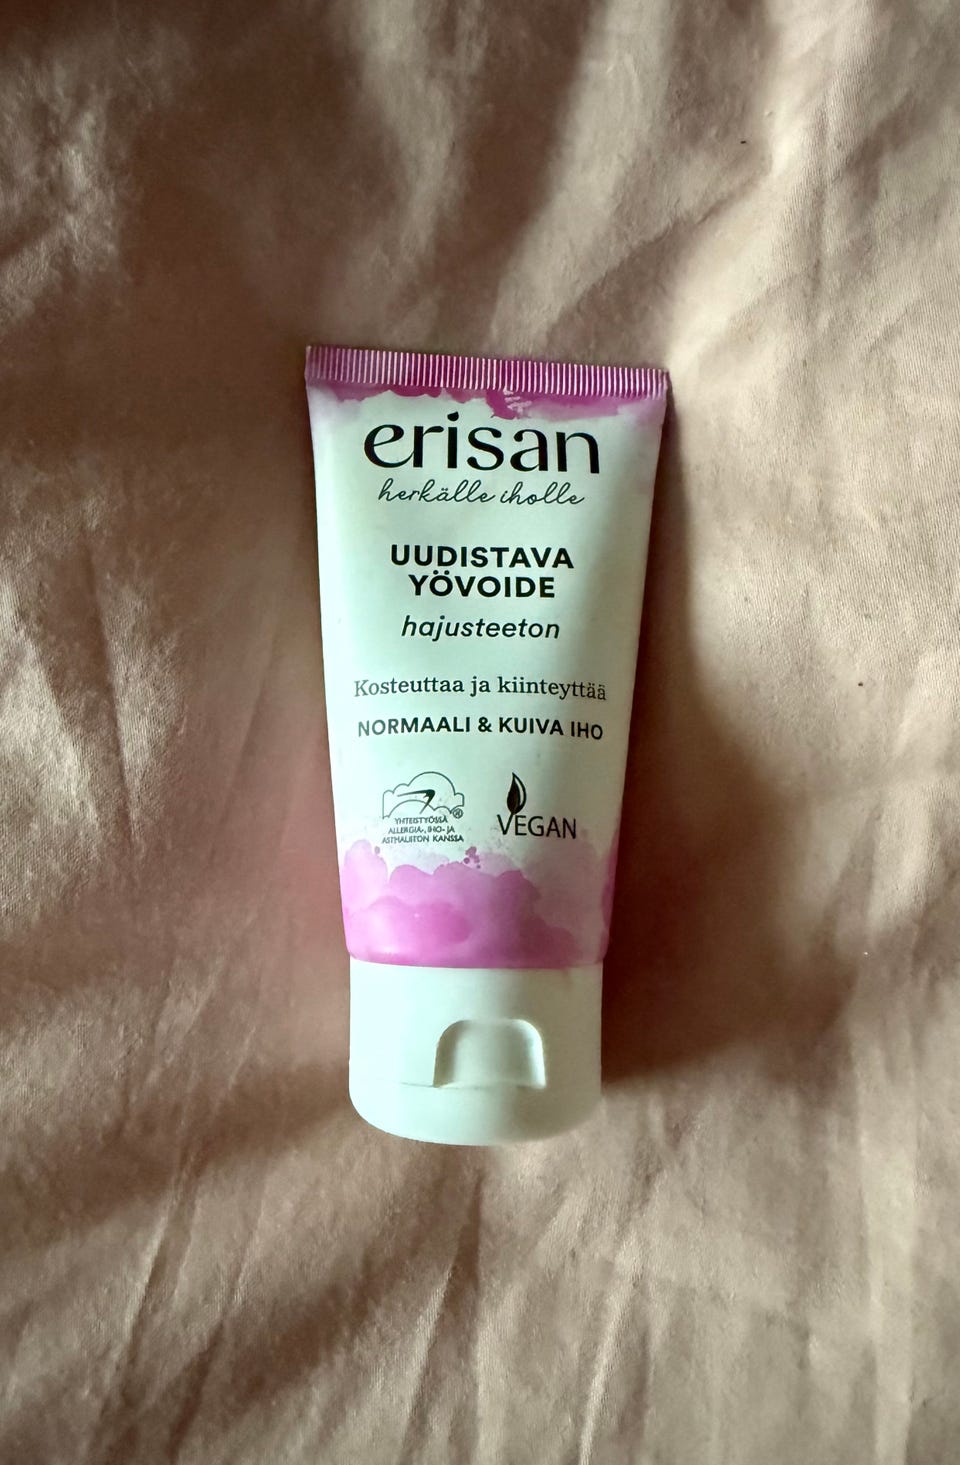 erisan
herkälle iholle
UUDISTAVA
YÖVOIDE
hajusteeton
Kosteuttaa ja kiinteyttää
NORMAALI & KUIVA IHO
YHTEISTYÖSSÄ
ALLERGIA-, IHO- JA
ASTMALIITON KANSSA
VEGAN